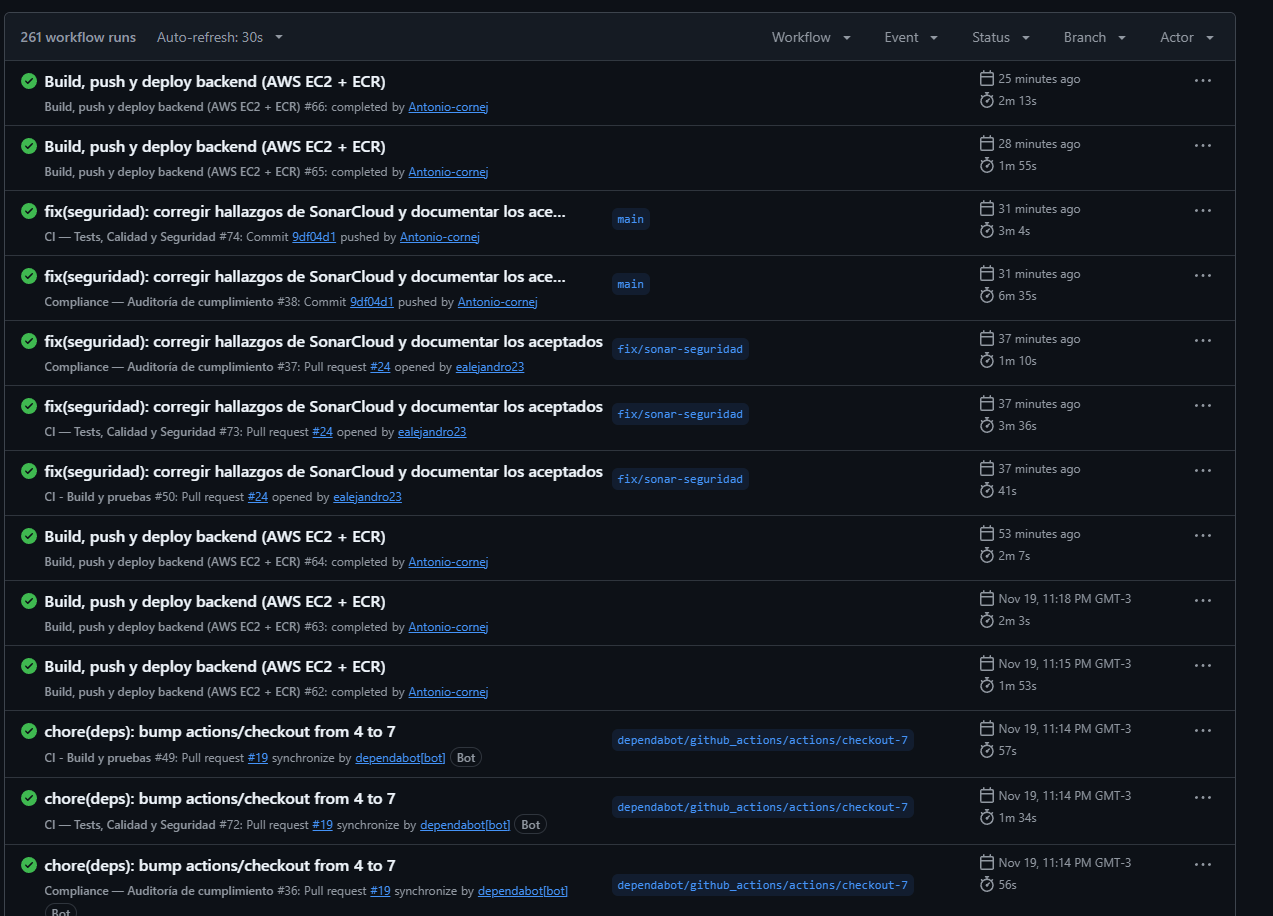 261 workflow runs Auto-refresh: 30s Workflow Event Status Branch Actor
Build, push y deploy backend (AWS EC2 + ECR) 25 minutes ago
Build, push y deploy backend (AWS EC2 + ECR) #66: completed by Antonio-cornej 2m 13s
Build, push y deploy backend (AWS EC2 + ECR) 28 minutes ago
Build, push y deploy backend (AWS EC2 + ECR) #65: completed by Antonio-cornej 1m 55s
fix(seguridad): corregir hallazgos de SonarCloud y documentar los ace... main 31 minutes ago
CI — Tests, Calidad y Seguridad #74: Commit 9df04d1 pushed by Antonio-cornej 3m 4s
fix(seguridad): corregir hallazgos de SonarCloud y documentar los ace... main 31 minutes ago
Compliance — Auditoría de cumplimiento #38: Commit 9df04d1 pushed by Antonio-cornej 6m 35s
fix(seguridad): corregir hallazgos de SonarCloud y documentar los aceptados fix/sonar-seguridad 37 minutes ago
Compliance — Auditoría de cumplimiento #37: Pull request #24 opened by ealejandro23 1m 10s
fix(seguridad): corregir hallazgos de SonarCloud y documentar los aceptados fix/sonar-seguridad 37 minutes ago
CI — Tests, Calidad y Seguridad #73: Pull request #24 opened by ealejandro23 3m 36s
fix(seguridad): corregir hallazgos de SonarCloud y documentar los aceptados fix/sonar-seguridad 37 minutes ago
CI - Build y pruebas #50: Pull request #24 opened by ealejandro23 41s
Build, push y deploy backend (AWS EC2 + ECR) 53 minutes ago
Build, push y deploy backend (AWS EC2 + ECR) #64: completed by Antonio-cornej 2m 7s
Build, push y deploy backend (AWS EC2 + ECR) Nov 19, 11:18 PM GMT-3
Build, push y deploy backend (AWS EC2 + ECR) #63: completed by Antonio-cornej 2m 3s
Build, push y deploy backend (AWS EC2 + ECR) Nov 19, 11:15 PM GMT-3
Build, push y deploy backend (AWS EC2 + ECR) #62: completed by Antonio-cornej 1m 53s
chore(deps): bump actions/checkout from 4 to 7 dependabot/github_actions/actions/checkout-7 Nov 19, 11:14 PM GMT-3
CI - Build y pruebas #49: Pull request #19 synchronize by dependabot[bot] Bot 57s
chore(deps): bump actions/checkout from 4 to 7 dependabot/github_actions/actions/checkout-7 Nov 19, 11:14 PM GMT-3
CI — Tests, Calidad y Seguridad #72: Pull request #19 synchronize by dependabot[bot] Bot 1m 34s
chore(deps): bump actions/checkout from 4 to 7 dependabot/github_actions/actions/checkout-7 Nov 19, 11:14 PM GMT-3
Compliance — Auditoría de cumplimiento #36: Pull request #19 synchronize by dependabot[bot] 56s
Bot